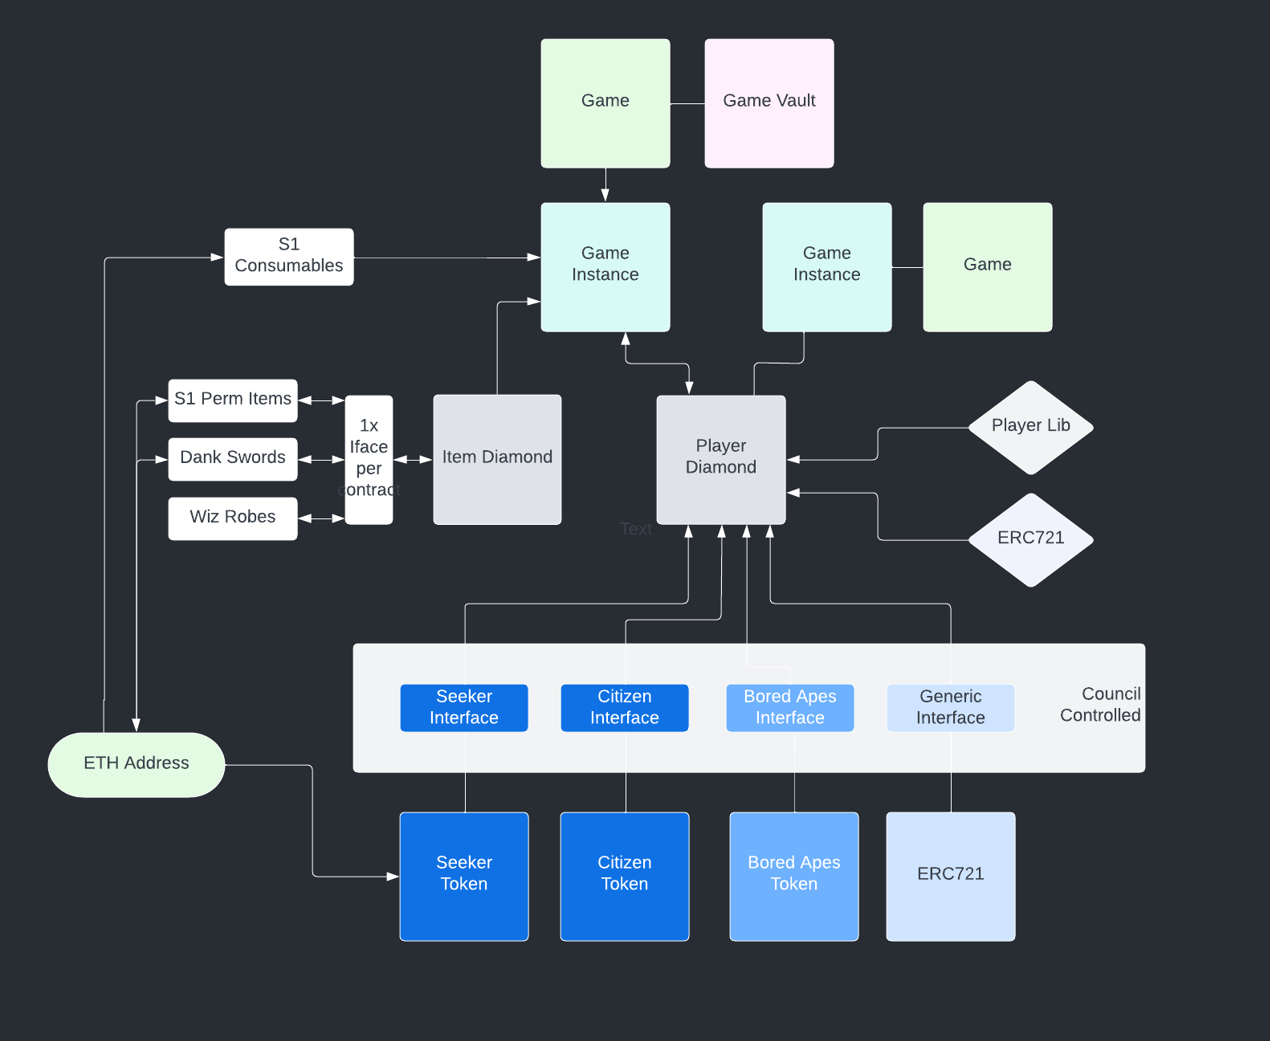 Game
Game Vault
S1
Consumables
Game
Instance
Game
Instance
Game
S1 Perm Items
Dank Swords
Wiz Robes
1x
Iface
per
contract
Item Diamond
Player
Diamond
Player Lib
ERC721
Text
Seeker
Interface
Citizen
Interface
Bored Apes
Interface
Generic
Interface
Council
Controlled
ETH Address
Seeker
Token
Citizen
Token
Bored Apes
Token
ERC721